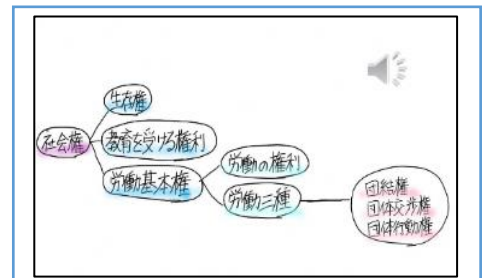 生存権
社会権
教育を受ける権利
労働の権利
労働基本権
労働三種
団結権
団体交渉権
団体行動権